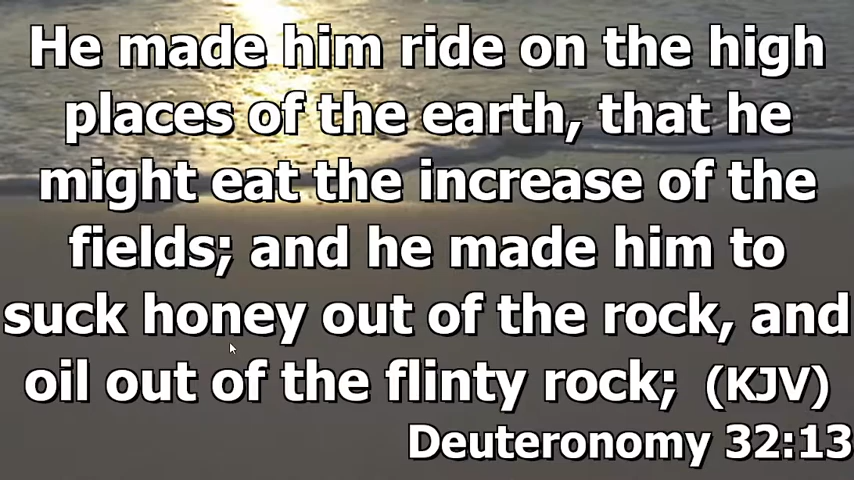 He made him ride on the high
places of the earth, that he
might eat the increase of the
fields; and he made him to
suck honey out of the rock, and
oil out of the flinty rock; (KJV)
Deuteronomy 32:13